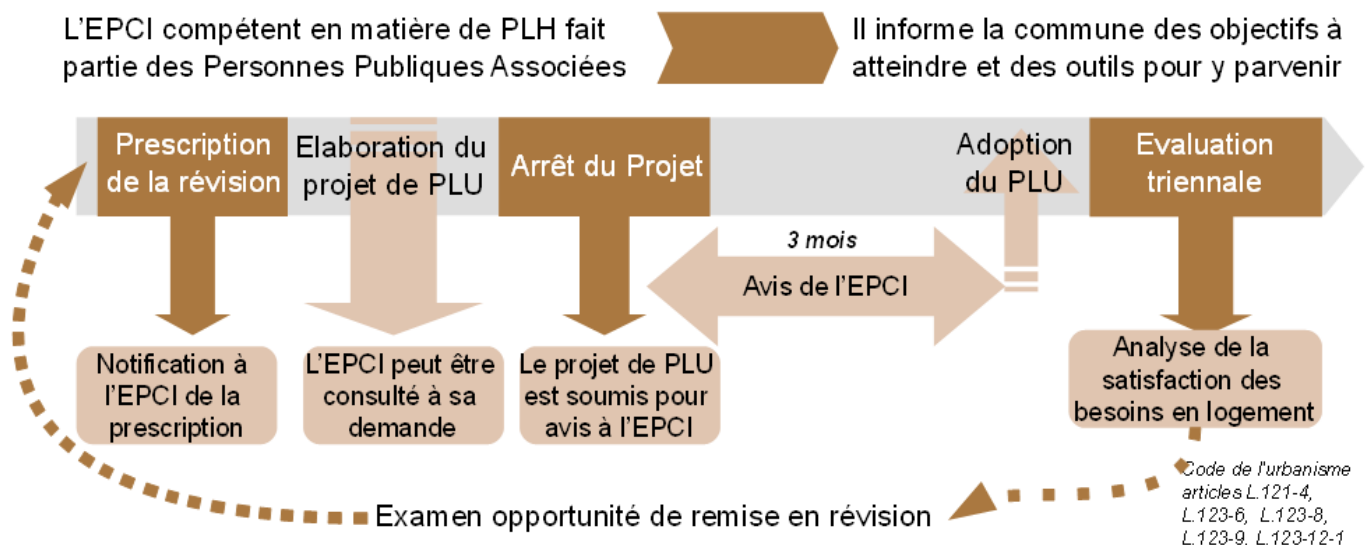 L'EPCI compétent en matière de PLH fait
partie des Personnes Publiques Associées
Il informe la commune des objectifs à
atteindre et des outils pour y parvenir
Prescription
de la révision
Elaboration du
projet de PLU
Arrêt du Projet
Adoption
du PLU
Evaluation
triennale
3 mois
Avis de l'EPCI
Notification à
l'EPCI de la
prescription
L'EPCI peut être
consulté à sa
demande
Le projet de PLU
est soumis pour
avis à l'EPCI
Analyse de la
satisfaction des
besoins en logement
Code de l'urbanisme
articles L.121-4,
L.123-6, L.123-8,
L.123-9, L.123-12-1
Examen opportunité de remise en révision